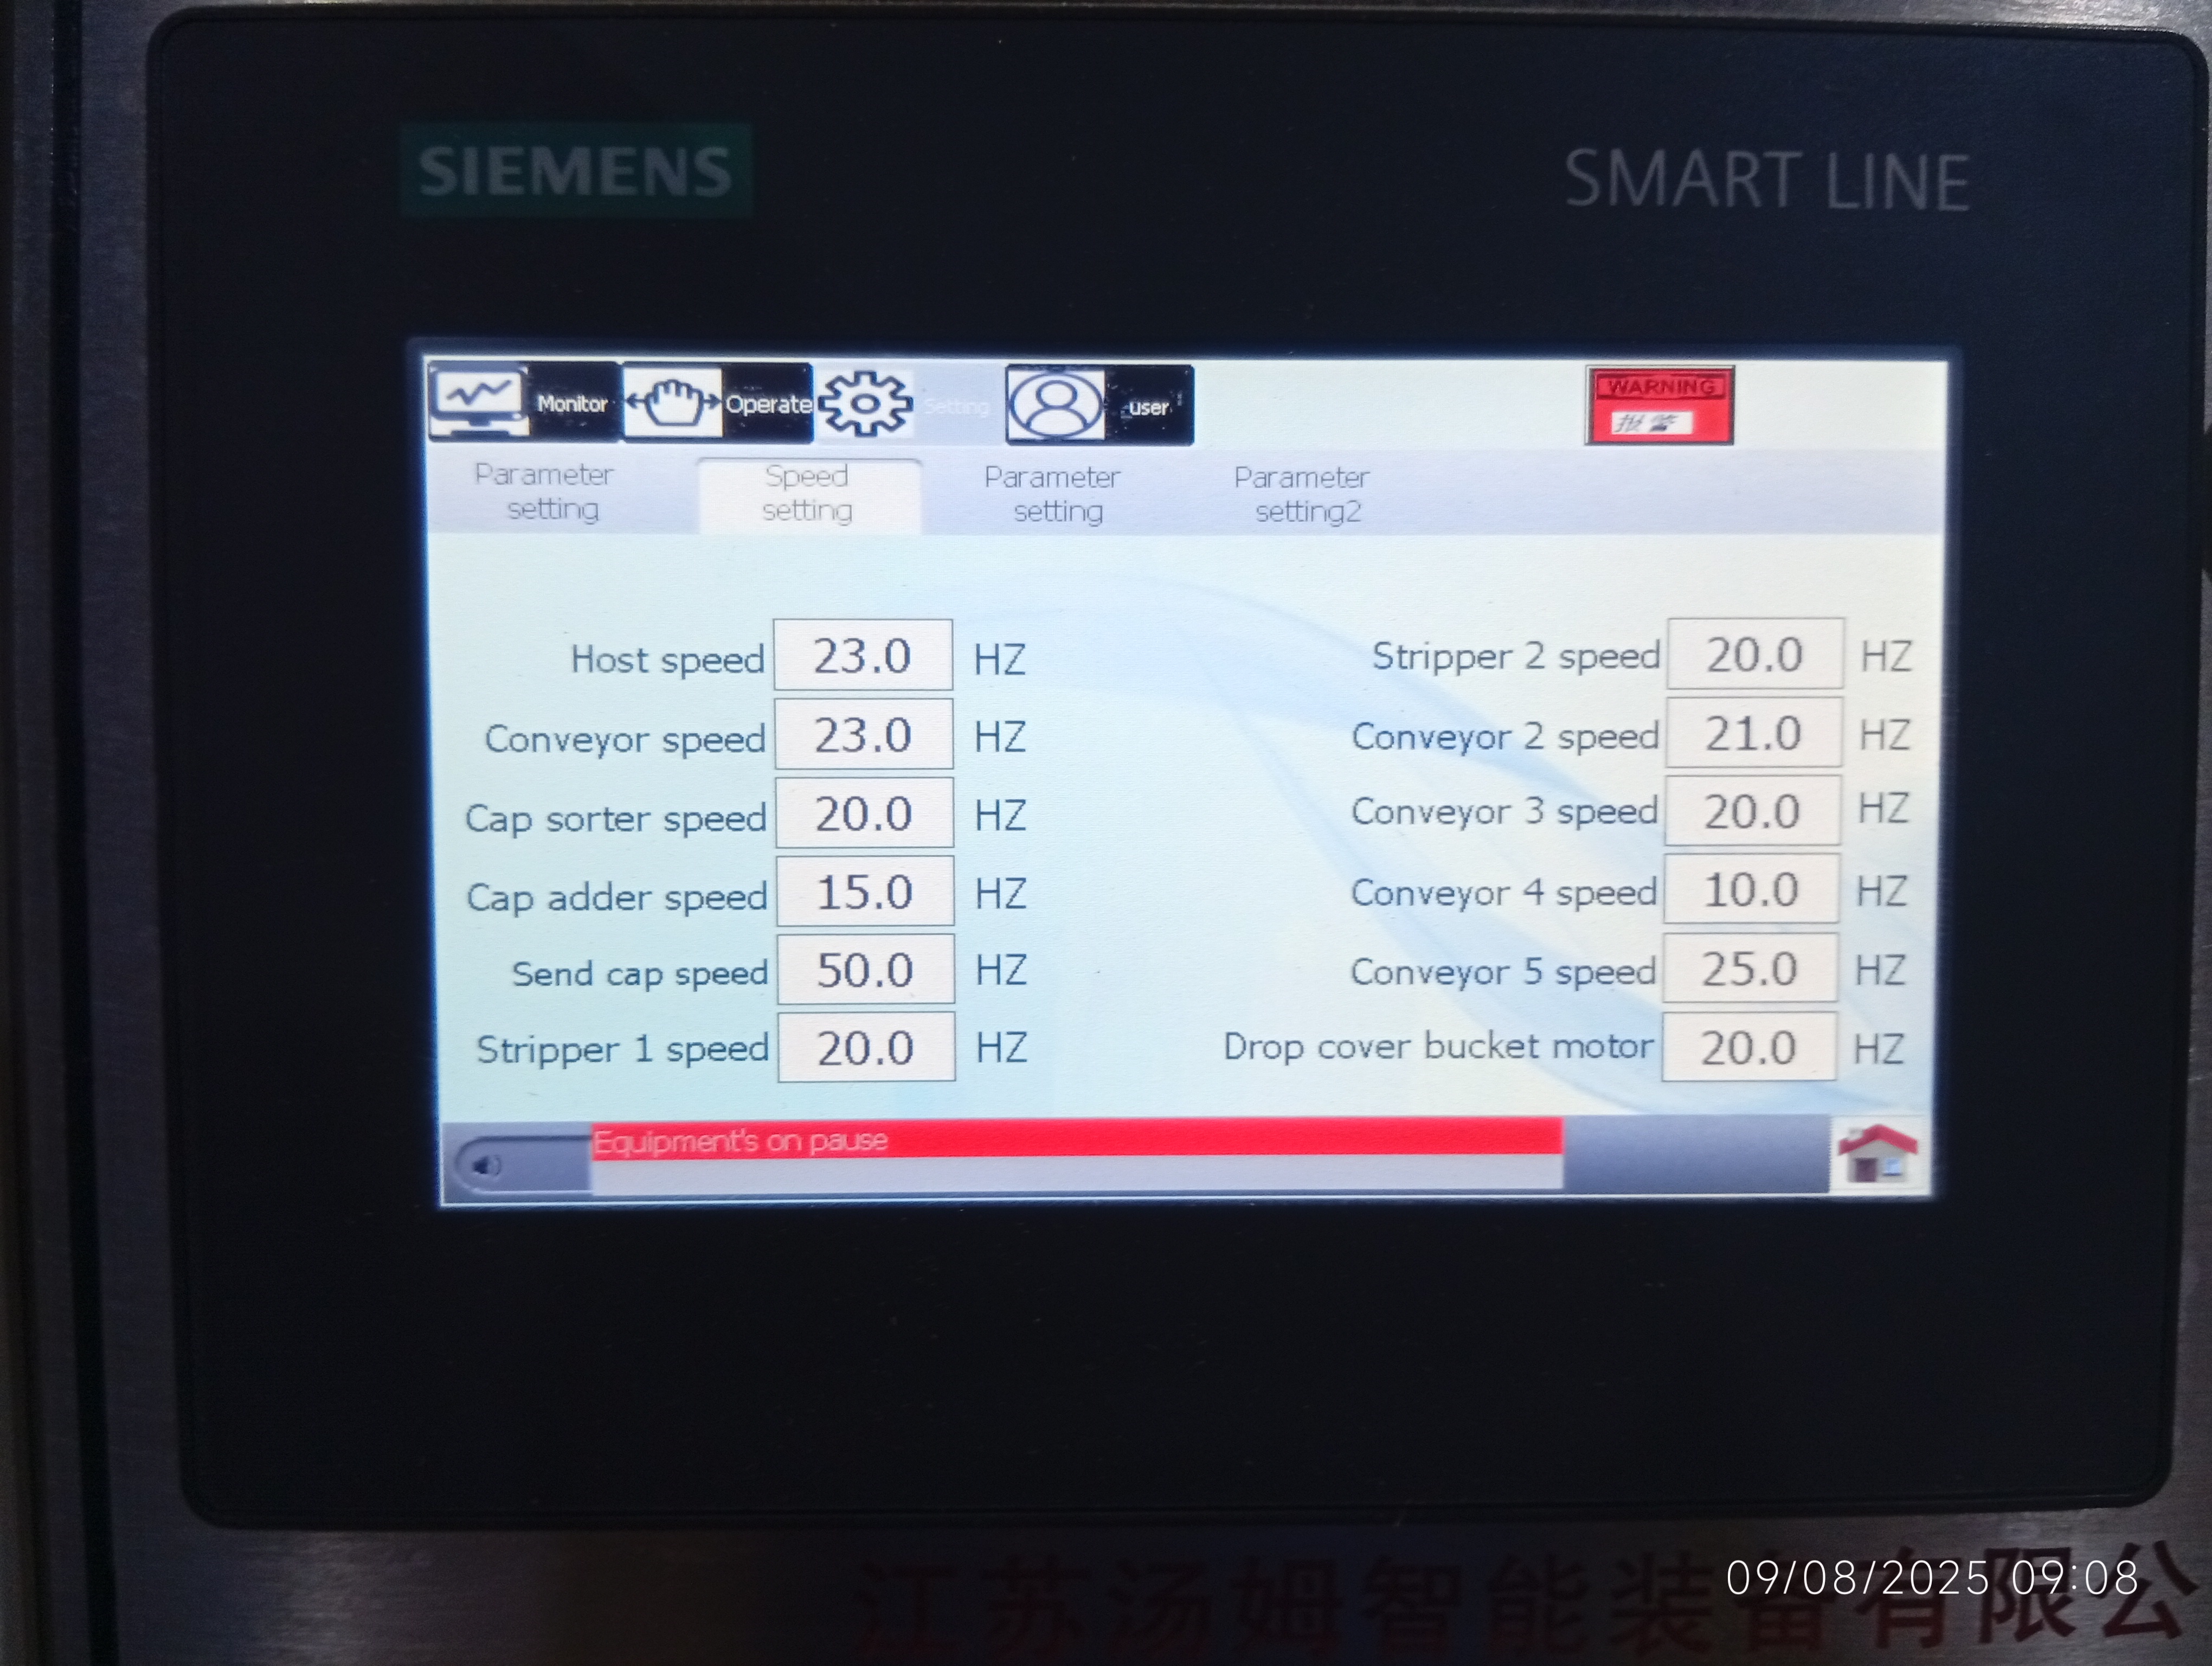 SIEMENS
SMART LINE
Monitor
Operate
Setting
user
WARNING
报警
Parameter
setting
Speed
setting
Parameter
setting
Parameter
setting2
Host speed 23.0 HZ
Conveyor speed 23.0 HZ
Cap sorter speed 20.0 HZ
Cap adder speed 15.0 HZ
Send cap speed 50.0 HZ
Stripper 1 speed 20.0 HZ
Stripper 2 speed 20.0 HZ
Conveyor 2 speed 21.0 HZ
Conveyor 3 speed 20.0 HZ
Conveyor 4 speed 10.0 HZ
Conveyor 5 speed 25.0 HZ
Drop cover bucket motor 20.0 HZ
Equipment's on pause
江苏汤姆智能装备有限公
09/08/2025 09:08